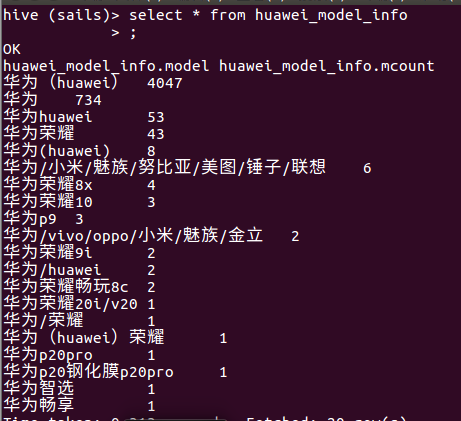 hive (sails)> select * from huawei_model_info
> ;
OK
huawei_model_info.model huawei_model_info.mcount
华为（huawei） 4047
华为 734
华为huawei 53
华为荣耀 43
华为(huawei) 8
华为/小米/魅族/努比亚/美图/锤子/联想 6
华为荣耀8x 4
华为荣耀10 3
华为p9 3
华为/vivo/oppo/小米/魅族/金立 2
华为荣耀9i 2
华为/huawei 2
华为荣耀畅玩8c 2
华为荣耀20i/v20 1
华为/荣耀 1
华为（huawei）荣耀 1
华为p20pro 1
华为p20钢化膜p20pro 1
华为智选 1
华为畅享 1